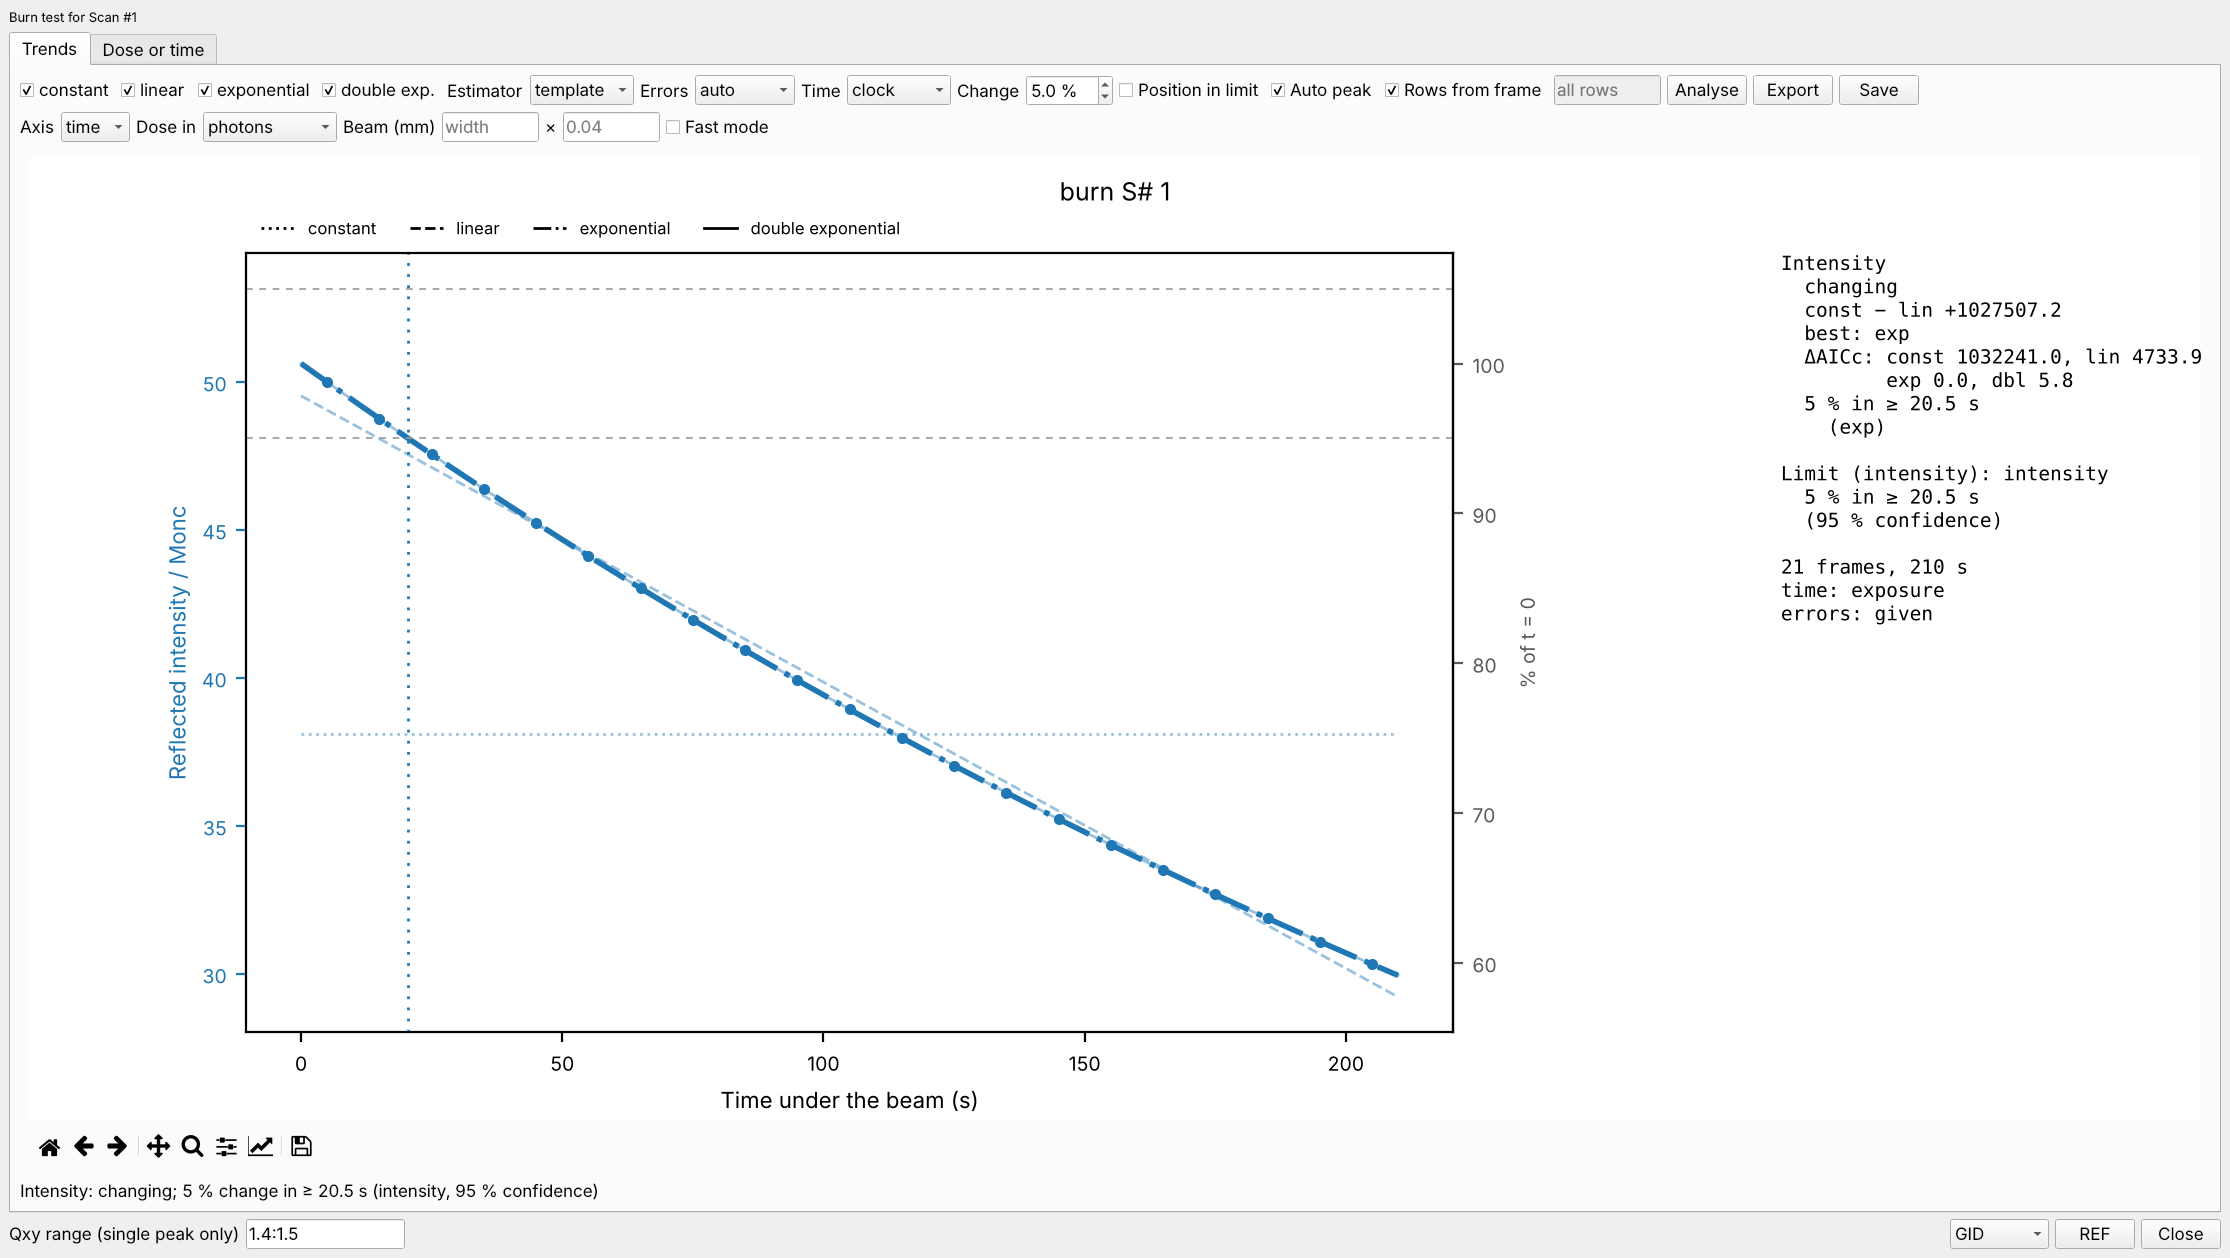 Burn test for Scan #1
Trends Dose or time
constant linear exponential double exp. Estimator template Errors auto Time clock Change 5.0 % Position in limit Auto peak Rows from frame all rows Analyse Export Save
Axis time Dose in photons Beam (mm) width × 0.04 Fast mode
burn S# 1
constant linear exponential double exponential
50
45
40
35
30
Reflected intensity / Monc
100
90
80
70
60
% of t = 0
0 50 100 150 200
Time under the beam (s)
Intensity
changing
const − lin +1027507.2
best: exp
ΔAICc: const 1032241.0, lin 4733.9
exp 0.0, dbl 5.8
5 % in ≥ 20.5 s
(exp)
Limit (intensity): intensity
5 % in ≥ 20.5 s
(95 % confidence)
21 frames, 210 s
time: exposure
errors: given
Intensity: changing; 5 % change in ≥ 20.5 s (intensity, 95 % confidence)
Qxy range (single peak only) 1.4:1.5 GID REF Close